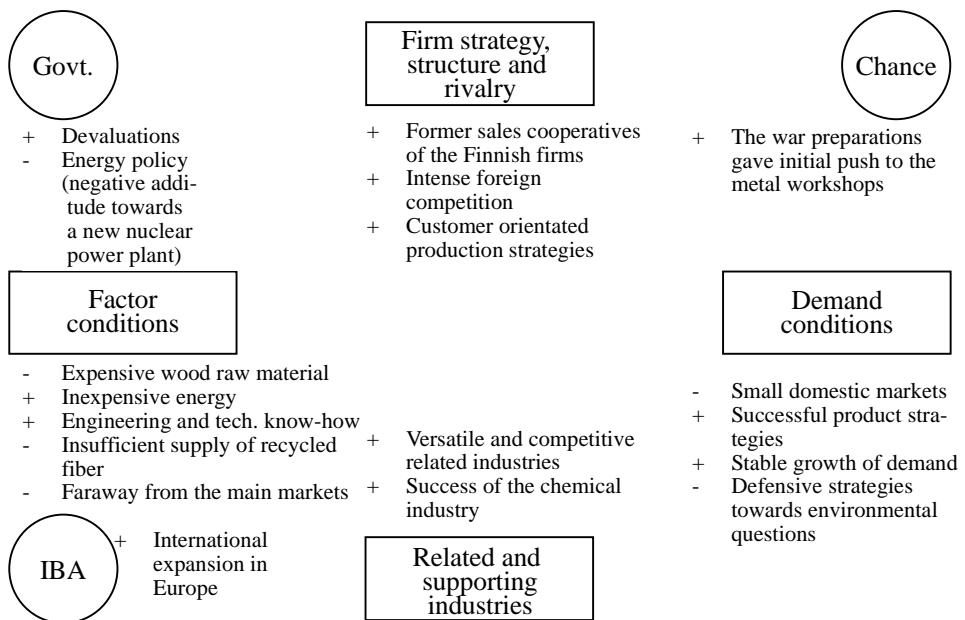 Govt.
+ Devaluations
- Energy policy
(negative addi-
tude towards
a new nuclear
power plant)
Firm strategy,
structure and
rivalry
+ Former sales cooperatives
of the Finnish firms
+ Intense foreign
competition
+ Customer orientated
production strategies
Chance
+ The war preparations
gave initial push to the
metal workshops
Factor
conditions
- Expensive wood raw material
+ Inexpensive energy
+ Engineering and tech. know-how
- Insufficient supply of recycled
fiber
- Faraway from the main markets
Demand
conditions
- Small domestic markets
+ Successful product stra-
tegies
+ Stable growth of demand
- Defensive strategies
towards environmental
questions
+ Versatile and competitive
related industries
+ Success of the chemical
industry
Related and
supporting
industries
IBA
+ International
expansion in
Europe